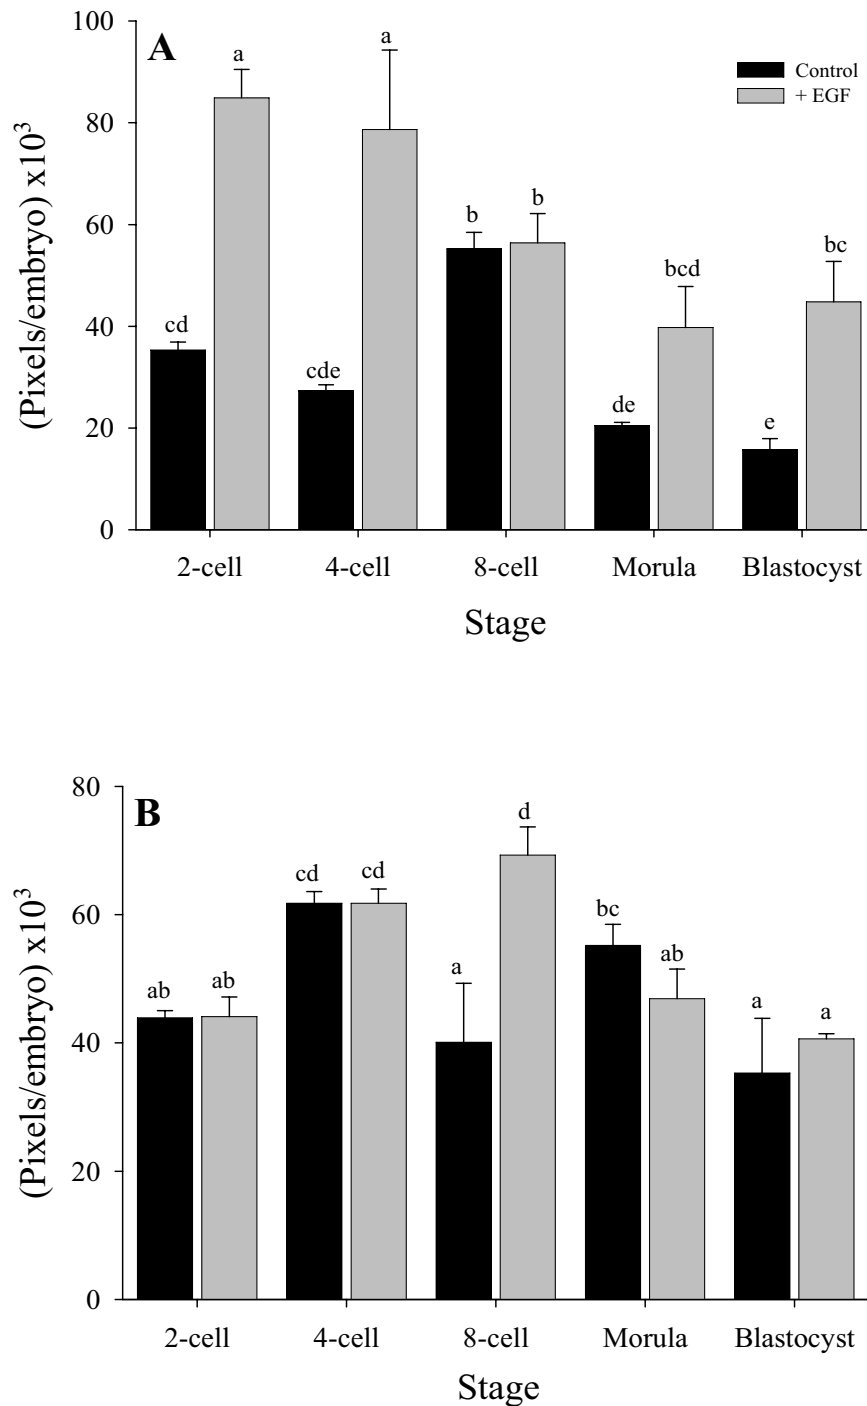 A
Control
+ EGF
(Pixels/embryo) x10³
100
80
60
40
20
0
cd
a
cde
a
b
b
de
bcd
e
bc
2-cell
4-cell
8-cell
Morula
Blastocyst
Stage
B
(Pixels/embryo) x10³
80
60
40
20
0
ab
ab
cd
cd
a
d
bc
ab
a
a
2-cell
4-cell
8-cell
Morula
Blastocyst
Stage